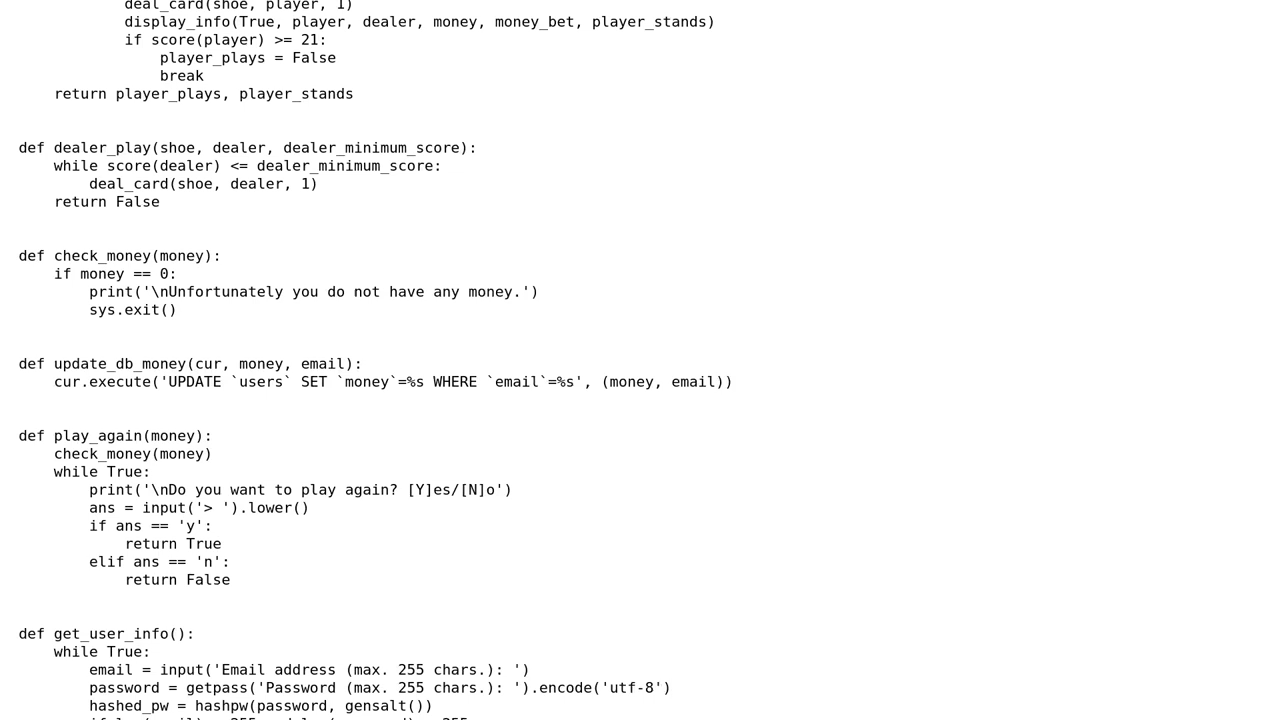 deal_card(shoe, player, 1)
display_info(True, player, dealer, money, money_bet, player_stands)
if score(player) >= 21:
player_plays = False
break
return player_plays, player_stands
def dealer_play(shoe, dealer, dealer_minimum_score):
while score(dealer) <= dealer_minimum_score:
deal_card(shoe, dealer, 1)
return False
def check_money(money):
if money == 0:
print('\nUnfortunately you do not have any money.')
sys.exit()
def update_db_money(cur, money, email):
cur.execute('UPDATE `users` SET `money`=%s WHERE `email`=%s', (money, email))
def play_again(money):
check_money(money)
while True:
print('\nDo you want to play again? [Y]es/[N]o')
ans = input('> ').lower()
if ans == 'y':
return True
elif ans == 'n':
return False
def get_user_info():
while True:
email = input('Email address (max. 255 chars.): ')
password = getpass('Password (max. 255 chars.): ').encode('utf-8')
hashed_pw = hashpw(password, gensalt())